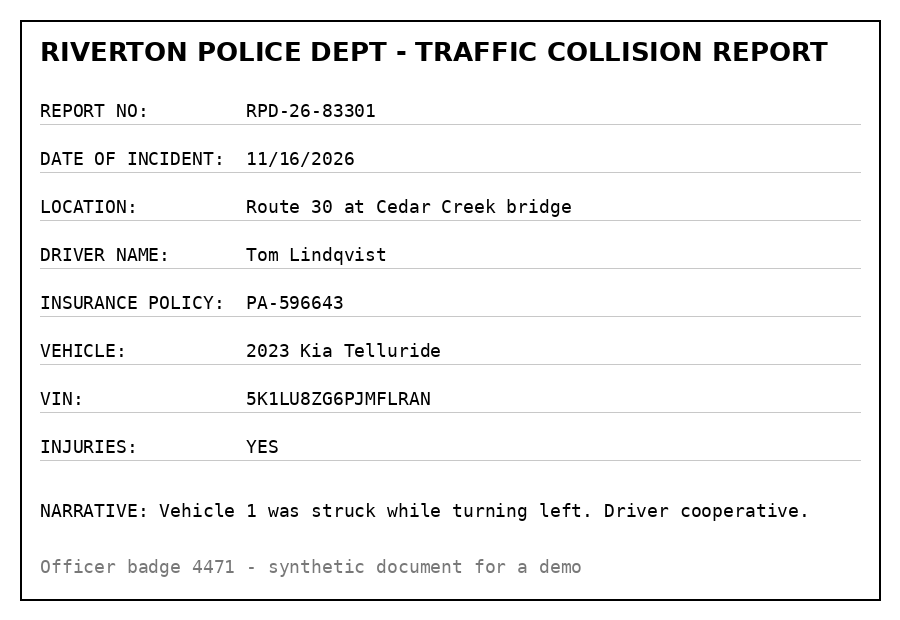 RIVERTON POLICE DEPT - TRAFFIC COLLISION REPORT
REPORT NO: RPD-26-83301
DATE OF INCIDENT: 11/16/2026
LOCATION: Route 30 at Cedar Creek bridge
DRIVER NAME: Tom Lindqvist
INSURANCE POLICY: PA-596643
VEHICLE: 2023 Kia Telluride
VIN: 5K1LU8ZG6PJMFLRAN
INJURIES: YES
NARRATIVE: Vehicle 1 was struck while turning left. Driver cooperative.
Officer badge 4471 - synthetic document for a demo